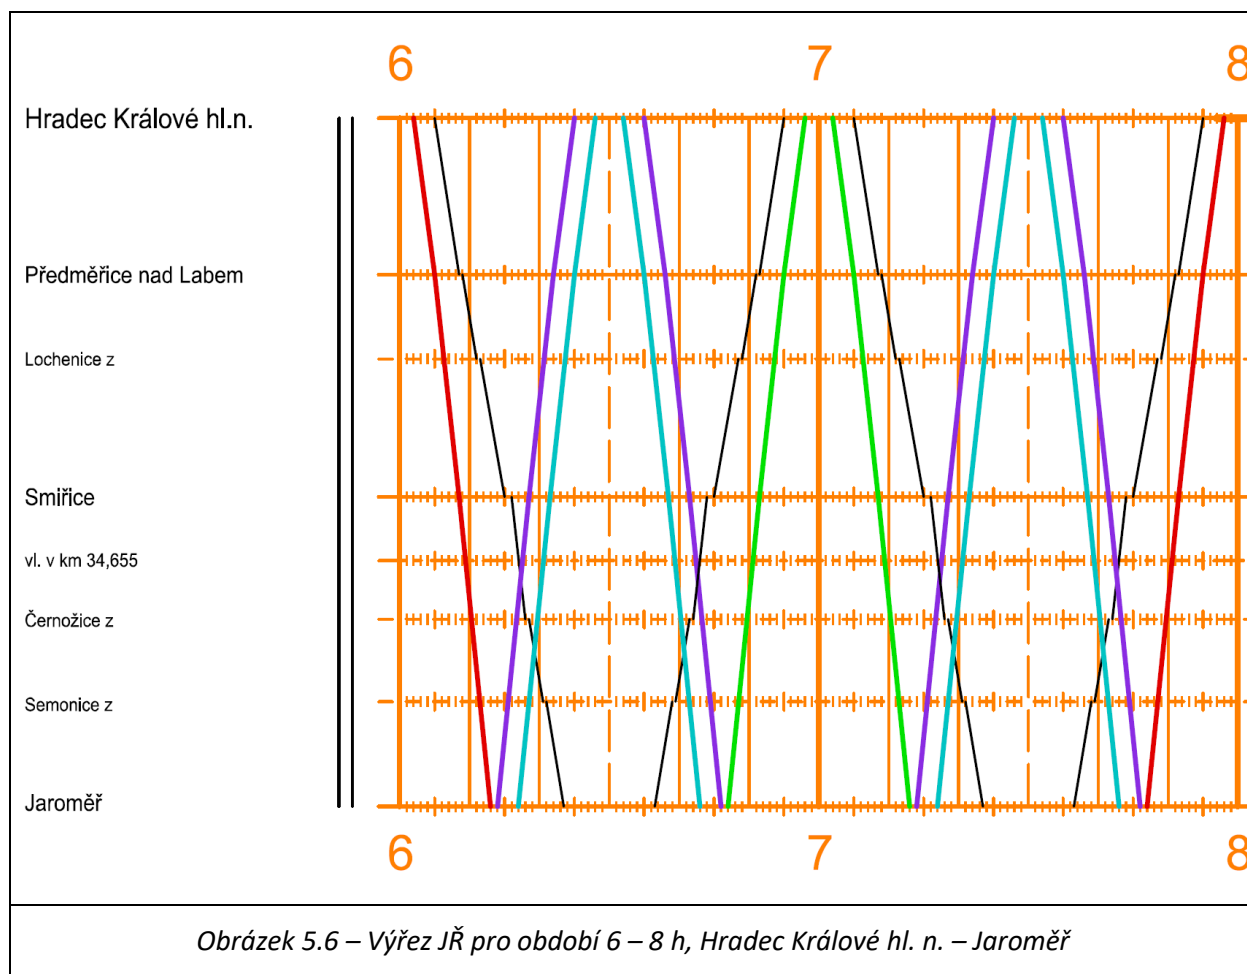 6 7 8
Hradec Králové hl.n.
Předměřice nad Labem
Lochenice z
Smiřice
vl. v km 34,655
Černožice z
Semonice z
Jaroměř
6 7 8
Obrázek 5.6 – Výřez JŘ pro období 6 – 8 h, Hradec Králové hl. n. – Jaroměř